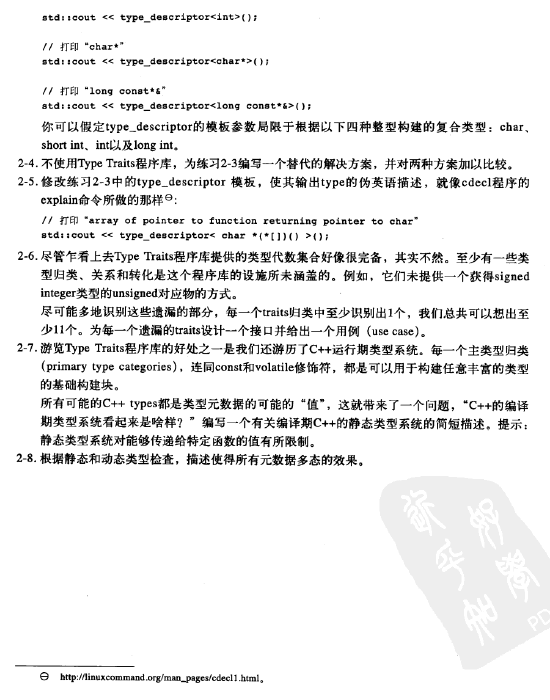 std::cout << type_descriptor<int>();
// 打印 “char*”
std::cout << type_descriptor<char*>();
// 打印 “long const*&”
std::cout << type_descriptor<long const*&>();
你可以假定type_descriptor的模板参数局限于根据以下四种整型构建的复合类型：char、
short int、int以及long int。
2-4. 不使用Type Traits程序库，为练习2-3编写一个替代的解决方案，并对两种方案加以比较。
2-5. 修改练习2-3中的type_descriptor 模板，使其输出type的伪英语描述，就像cdecl程序的
explain命令所做的那样⊖:
// 打印 “array of pointer to function returning pointer to char”
std::cout << type_descriptor< char *(*[])() >();
2-6. 尽管乍看上去Type Traits程序库提供的类型代数集合好像很完备，其实不然。至少有一些类
型归类、关系和转化是这个程序库的设施所未涵盖的。例如，它们未提供一个获得signed
integer类型的unsigned对应物的方式。
尽可能多地识别这些遗漏的部分，每一个traits归类中至少识别出1个，我们总共可以想出至
少11个。为每一个遗漏的traits设计一个接口并给出一个用例（use case）。
2-7. 游览Type Traits程序库的好处之一是我们还游历了C++运行期类型系统。每一个主类型归类
(primary type categories)，连同const和volatile修饰符，都是可以用于构建任意丰富的类型
的基础构建块。
所有可能的C++ types都是类型元数据的可能的“值”，这就带来了一个问题，“C++的编译
期类型系统看起来是啥样？”编写一个有关编译期C++的静态类型系统的简短描述。提示：
静态类型系统对能够传递给特定函数的值有所限制。
2-8. 根据静态和动态类型检查，描述使得所有元数据多态的效果。
⊖ http://linuxcommand.org/man_pages/cdecl1.html。
PD